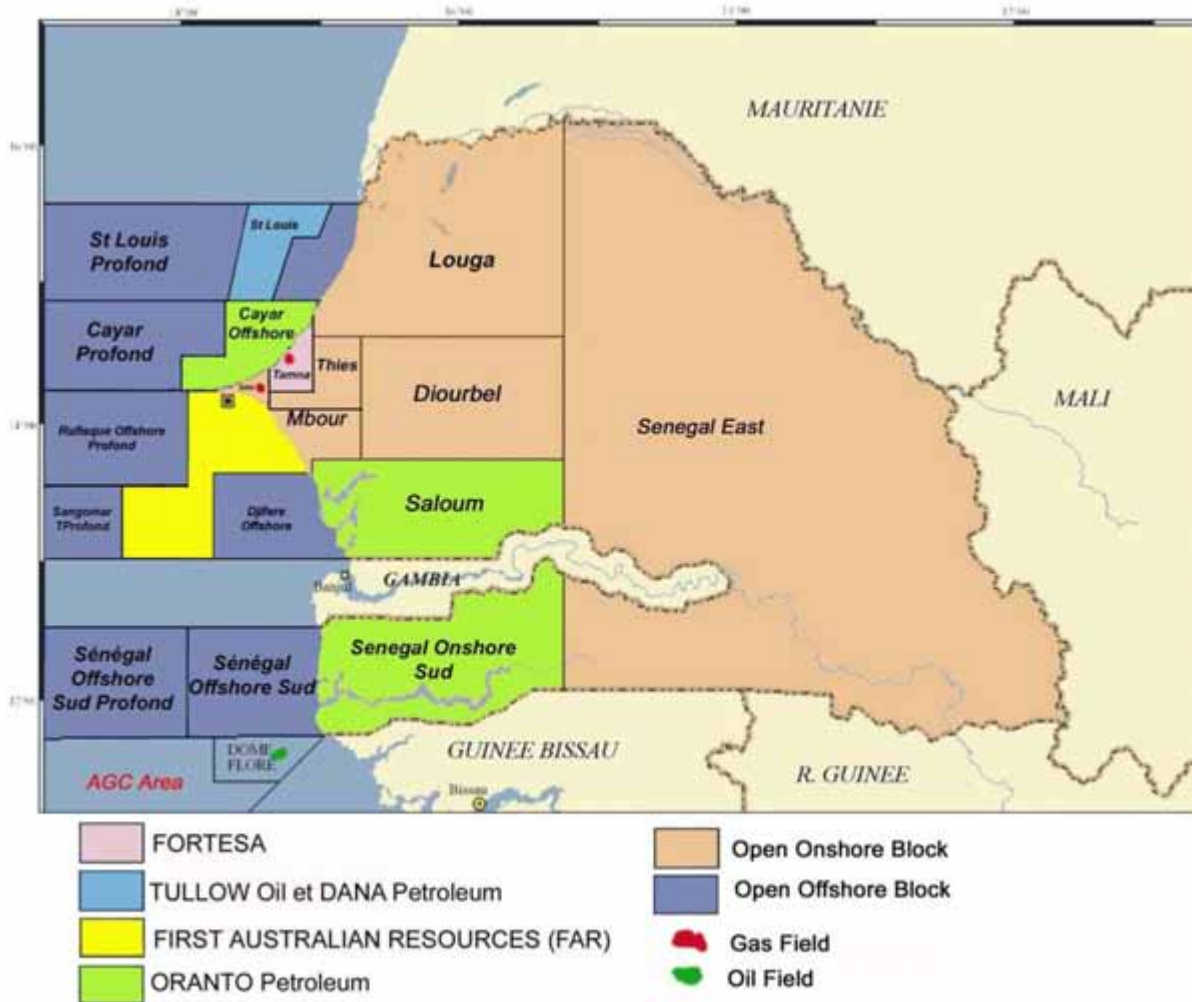 MAURITANIE
St Louis
St Louis
Profond
Louga
Cayar
Offshore
Cayar
Profond
Thies
Tamna
Diourbel
MALI
Mbour
Senegal East
Rufisque Offshore
Profond
Saloum
Sangomar
TProfond
Djifere
Offshore
GAMBIA
Banjul
Senegal Onshore
Sud
Sénégal
Offshore
Sud Profond
Sénégal
Offshore Sud
DOME
FLORE
GUINEE BISSAU
R. GUINEE
AGC Area
Bissau
FORTESA
TULLOW Oil et DANA Petroleum
FIRST AUSTRALIAN RESOURCES (FAR)
ORANTO Petroleum
Open Onshore Block
Open Offshore Block
Gas Field
Oil Field